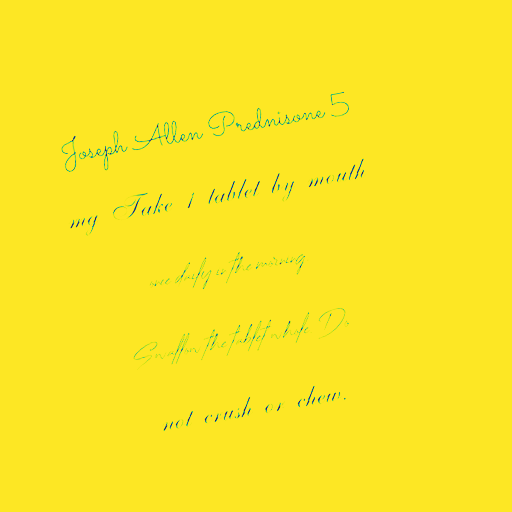 Joseph Allen Prednisone 5
mg Take 1 tablet by mouth
one daily in the morning
Swallow the tablet whole Do
not crush or chew.